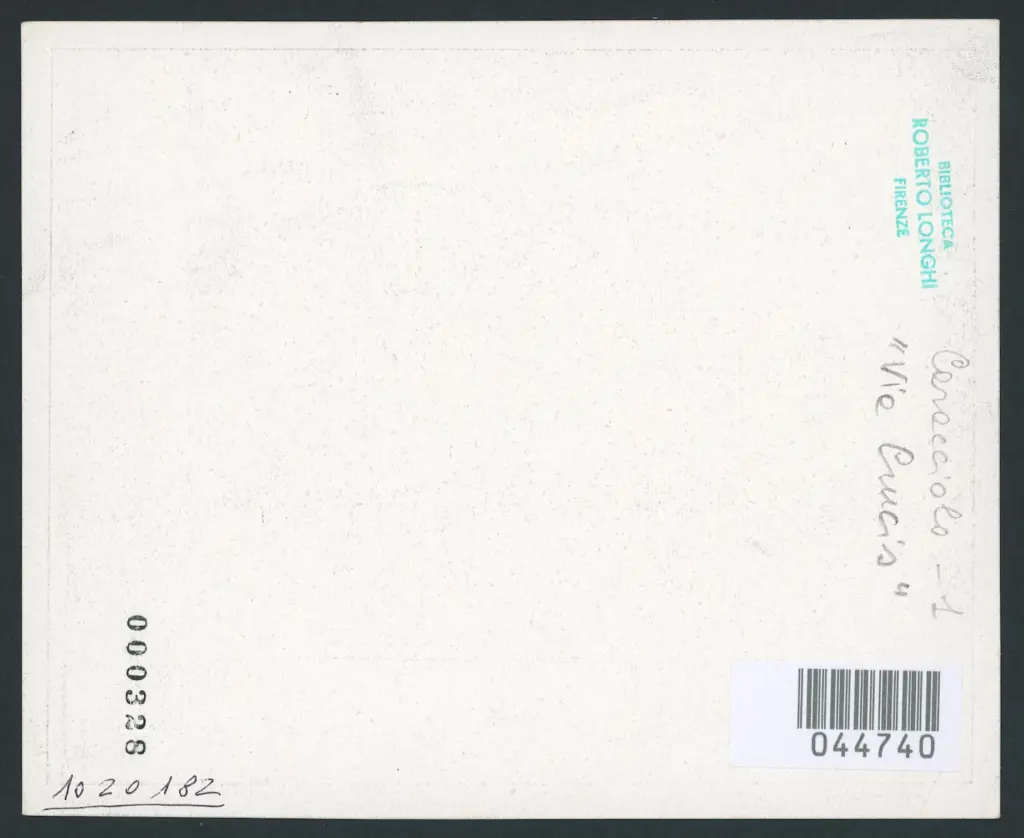 BIBLIOTECA
ROBERTO LONGHI
FIRENZE
Caracciolo - 1
"Via Crucis"
000328
1020182
044740